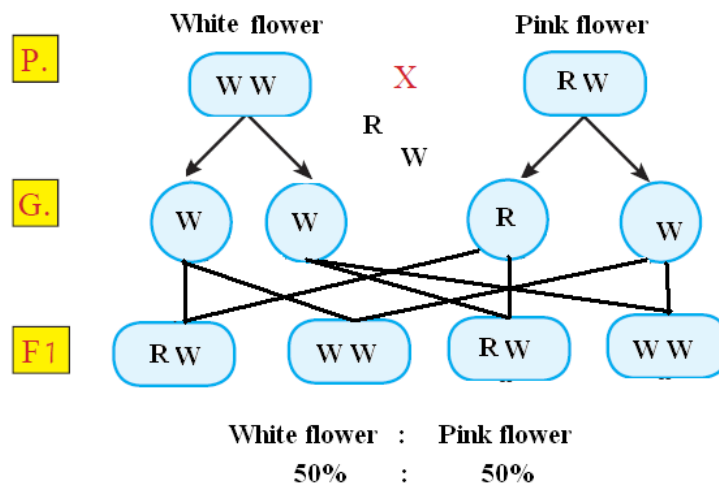 White flower Pink flower
P.
W W X R W
R
W
G. W W R W
F1 R W W W R W W W
White flower : Pink flower
50% : 50%